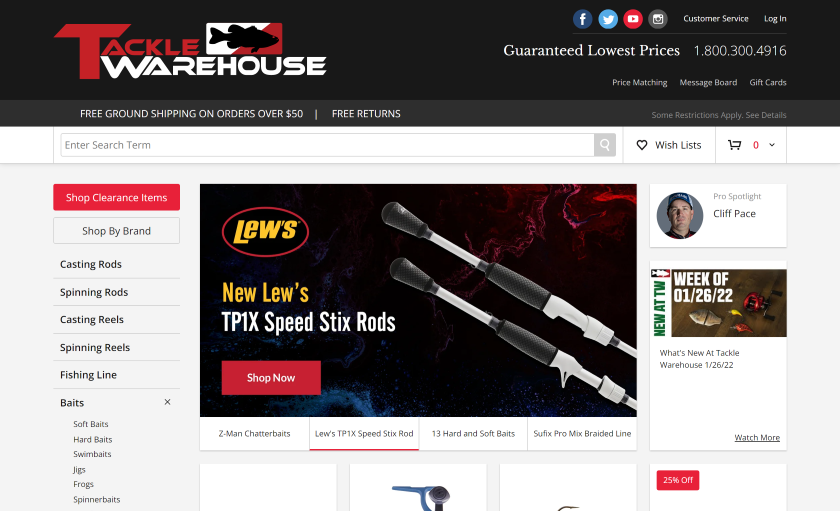 Customer Service
Log In
TACKLE
WAREHOUSE
Guaranteed Lowest Prices
1.800.300.4916
Price Matching
Message Board
Gift Cards
FREE GROUND SHIPPING ON ORDERS OVER $50 | FREE RETURNS
Some Restrictions Apply. See Details
Enter Search Term
Wish Lists
0
Shop Clearance Items
Shop By Brand
Casting Rods
Spinning Rods
Casting Reels
Spinning Reels
Fishing Line
Baits
Soft Baits
Hard Baits
Swimbaits
Jigs
Frogs
Spinnerbaits
LEW'S
New Lew's
TP1X Speed Stix Rods
Shop Now
Z-Man Chatterbaits
Lew's TP1X Speed Stix Rod
13 Hard and Soft Baits
Sufix Pro Mix Braided Line
Pro Spotlight
Cliff Pace
NEW AT TW
WEEK OF
01/26/22
What's New At Tackle
Warehouse 1/26/22
Watch More
25% Off